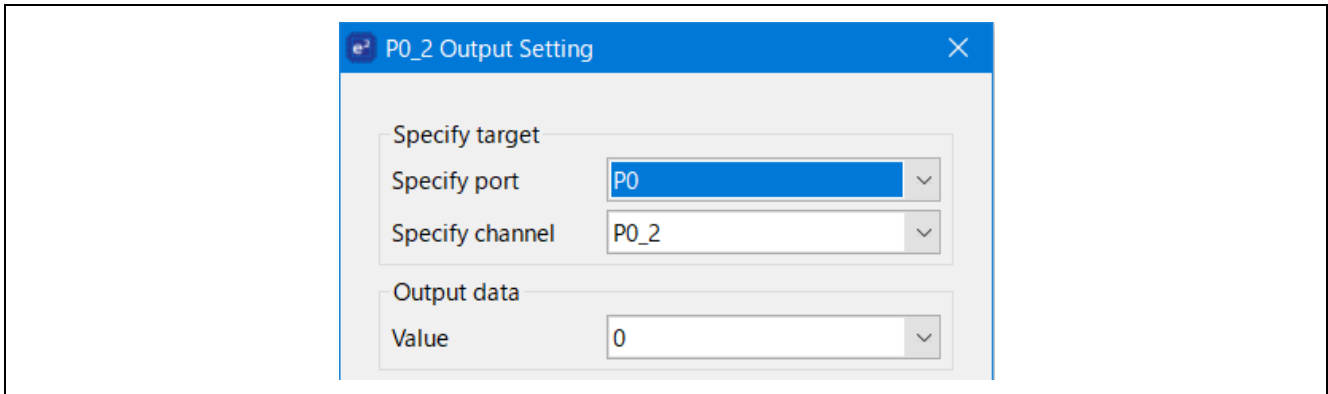 e² P0_2 Output Setting
Specify target
Specify port P0
Specify channel P0_2
Output data
Value 0